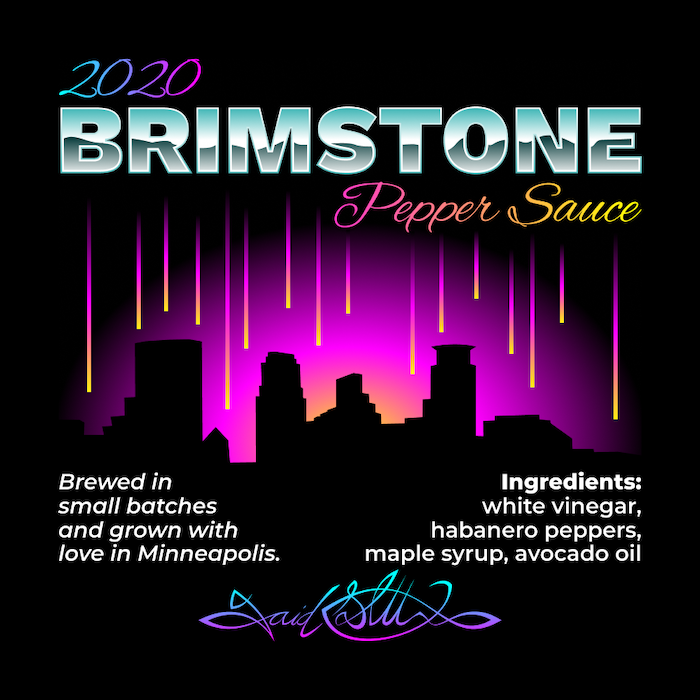 2020
BRIMSTONE
Pepper Sauce
Brewed in
small batches
and grown with
love in Minneapolis.
Ingredients:
white vinegar,
habanero peppers,
maple syrup, avocado oil